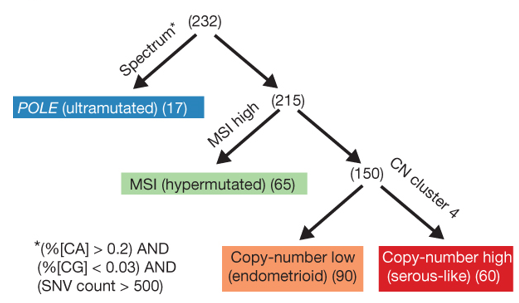 (232)
Spectrum*
POLE (ultramutated) (17)
(215)
MSI high
MSI (hypermutated) (65)
(150)
CN cluster 4
Copy-number low
(endometrioid) (90)
Copy-number high
(serous-like) (60)
*(%[CA] > 0.2) AND
(%[CG] < 0.03) AND
(SNV count > 500)